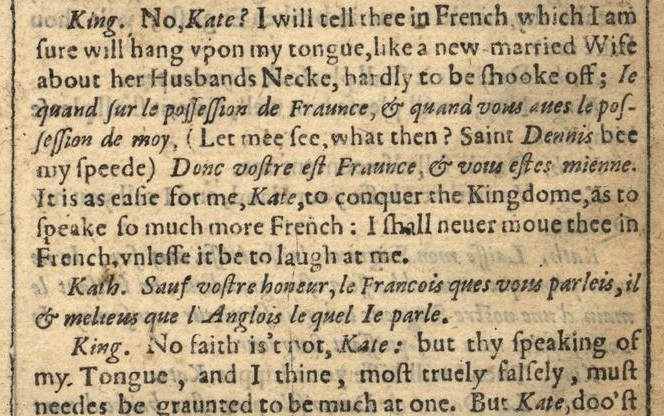 King. No, Kate? I will tell thee in French which I am
ſure will hang vpon my tongue, like a new-married Wife
about her Husbands Necke, hardly to be ſhooke off; Ie
quand ſur le poſſeſſion de Fraunce, & quand vous aues le poſ-
ſeſſion de moy, ( Let mee ſee, what then? Saint Dennis bee
my ſpeede) Donc voſtre eſt Fraunce, & vous eſtes mienne.
It is as eaſie for me, Kate, to conquer the Kingdome, as to
ſpeake ſo much more French: I ſhall neuer moue thee in
French, vnleſſe it be to laugh at me.
Kath. Sauf voſtre honeur, le Francois ques vous parleis, il
& melieus que l'Anglois le quel Ie parle.
King. No faith is't not, Kate: but thy ſpeaking of
my Tongue, and I thine, moſt truely falſely, muſt
needes be graunted to be much at one. But Kate, doo'ſt